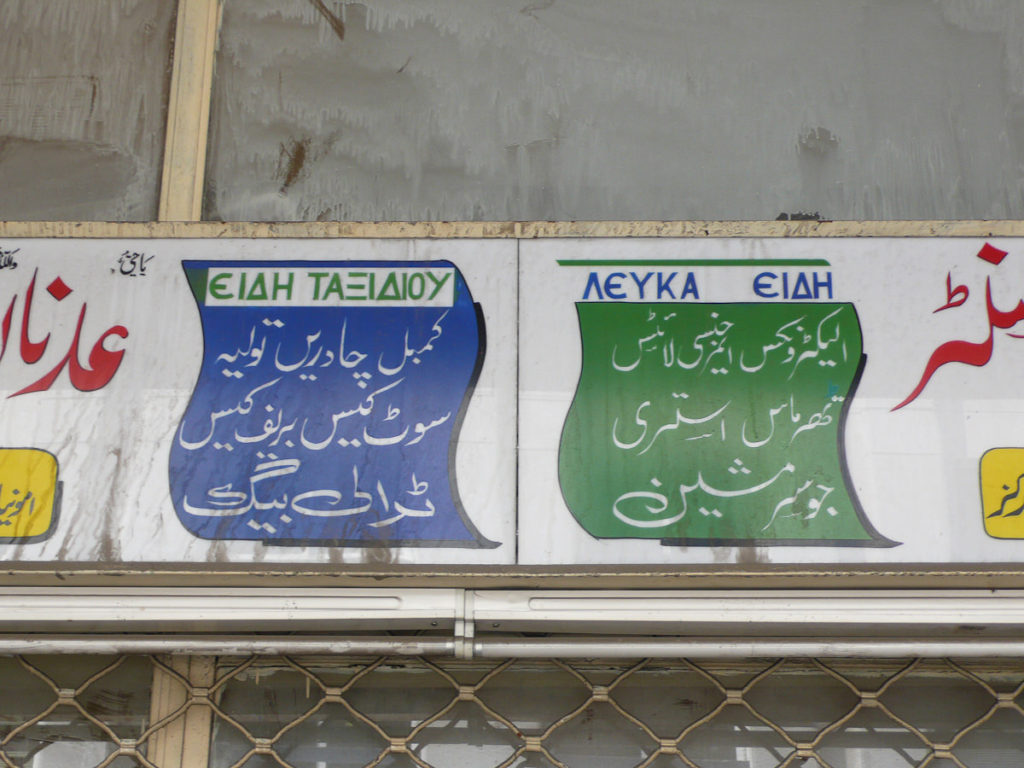 ΕΙΔΗ ΤΑΞΙΔΙΟΥ
کمبل چادریں تولیہ
سوٹ کیس بریف کیس
ٹرالی بیگ
ΛΕΥΚΑ ΕΙΔΗ
الیکٹرونکس ایمرجنسی لائٹس
تھرماس استری
جوسر مشین